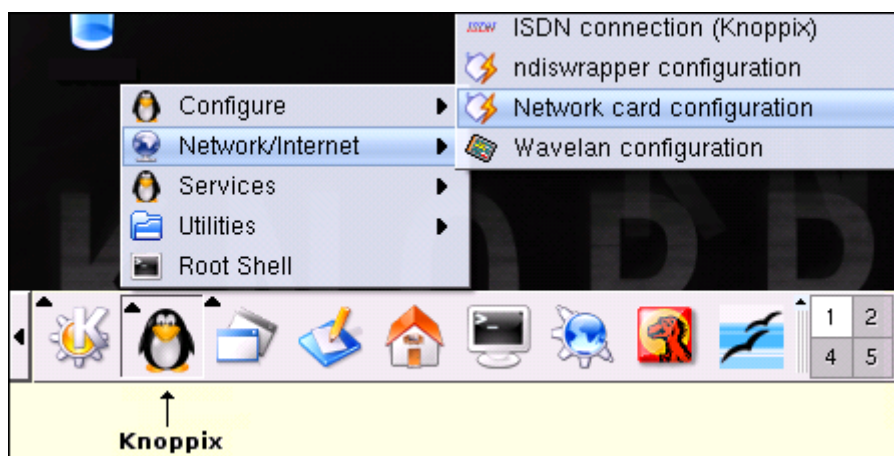 ISDN connection (Knoppix)
ndiswrapper configuration
Network card configuration
Wavelan configuration
Configure
Network/Internet
Services
Utilities
Root Shell
1 2
4 5
Knoppix